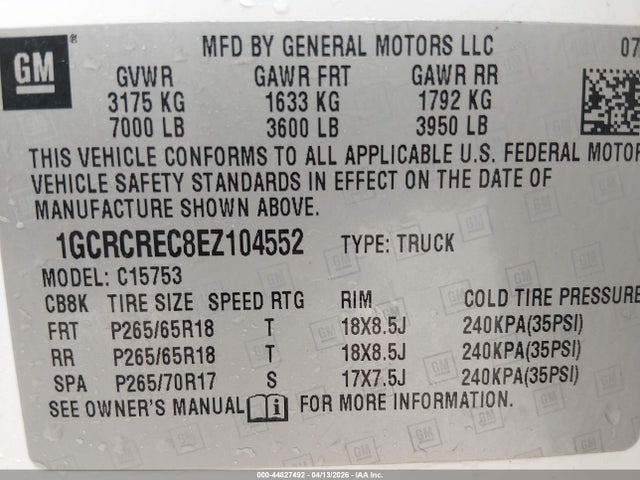 GM
MFD BY GENERAL MOTORS LLC 07
GVWR GAWR FRT GAWR RR
3175 KG 1633 KG 1792 KG
7000 LB 3600 LB 3950 LB
THIS VEHICLE CONFORMS TO ALL APPLICABLE U.S. FEDERAL MOTOR
VEHICLE SAFETY STANDARDS IN EFFECT ON THE DATE OF
MANUFACTURE SHOWN ABOVE.
1GCRCREC8EZ104552 TYPE: TRUCK
MODEL: C15753
CB8K TIRE SIZE SPEED RTG RIM COLD TIRE PRESSURE
FRT P265/65R18 T 18X8.5J 240KPA(35PSI)
RR P265/65R18 T 18X8.5J 240KPA(35PSI)
SPA P265/70R17 S 17X7.5J 240KPA(35PSI)
SEE OWNER'S MANUAL i FOR MORE INFORMATION.
000-44827492 - 04/13/2026 - IAAI.COM